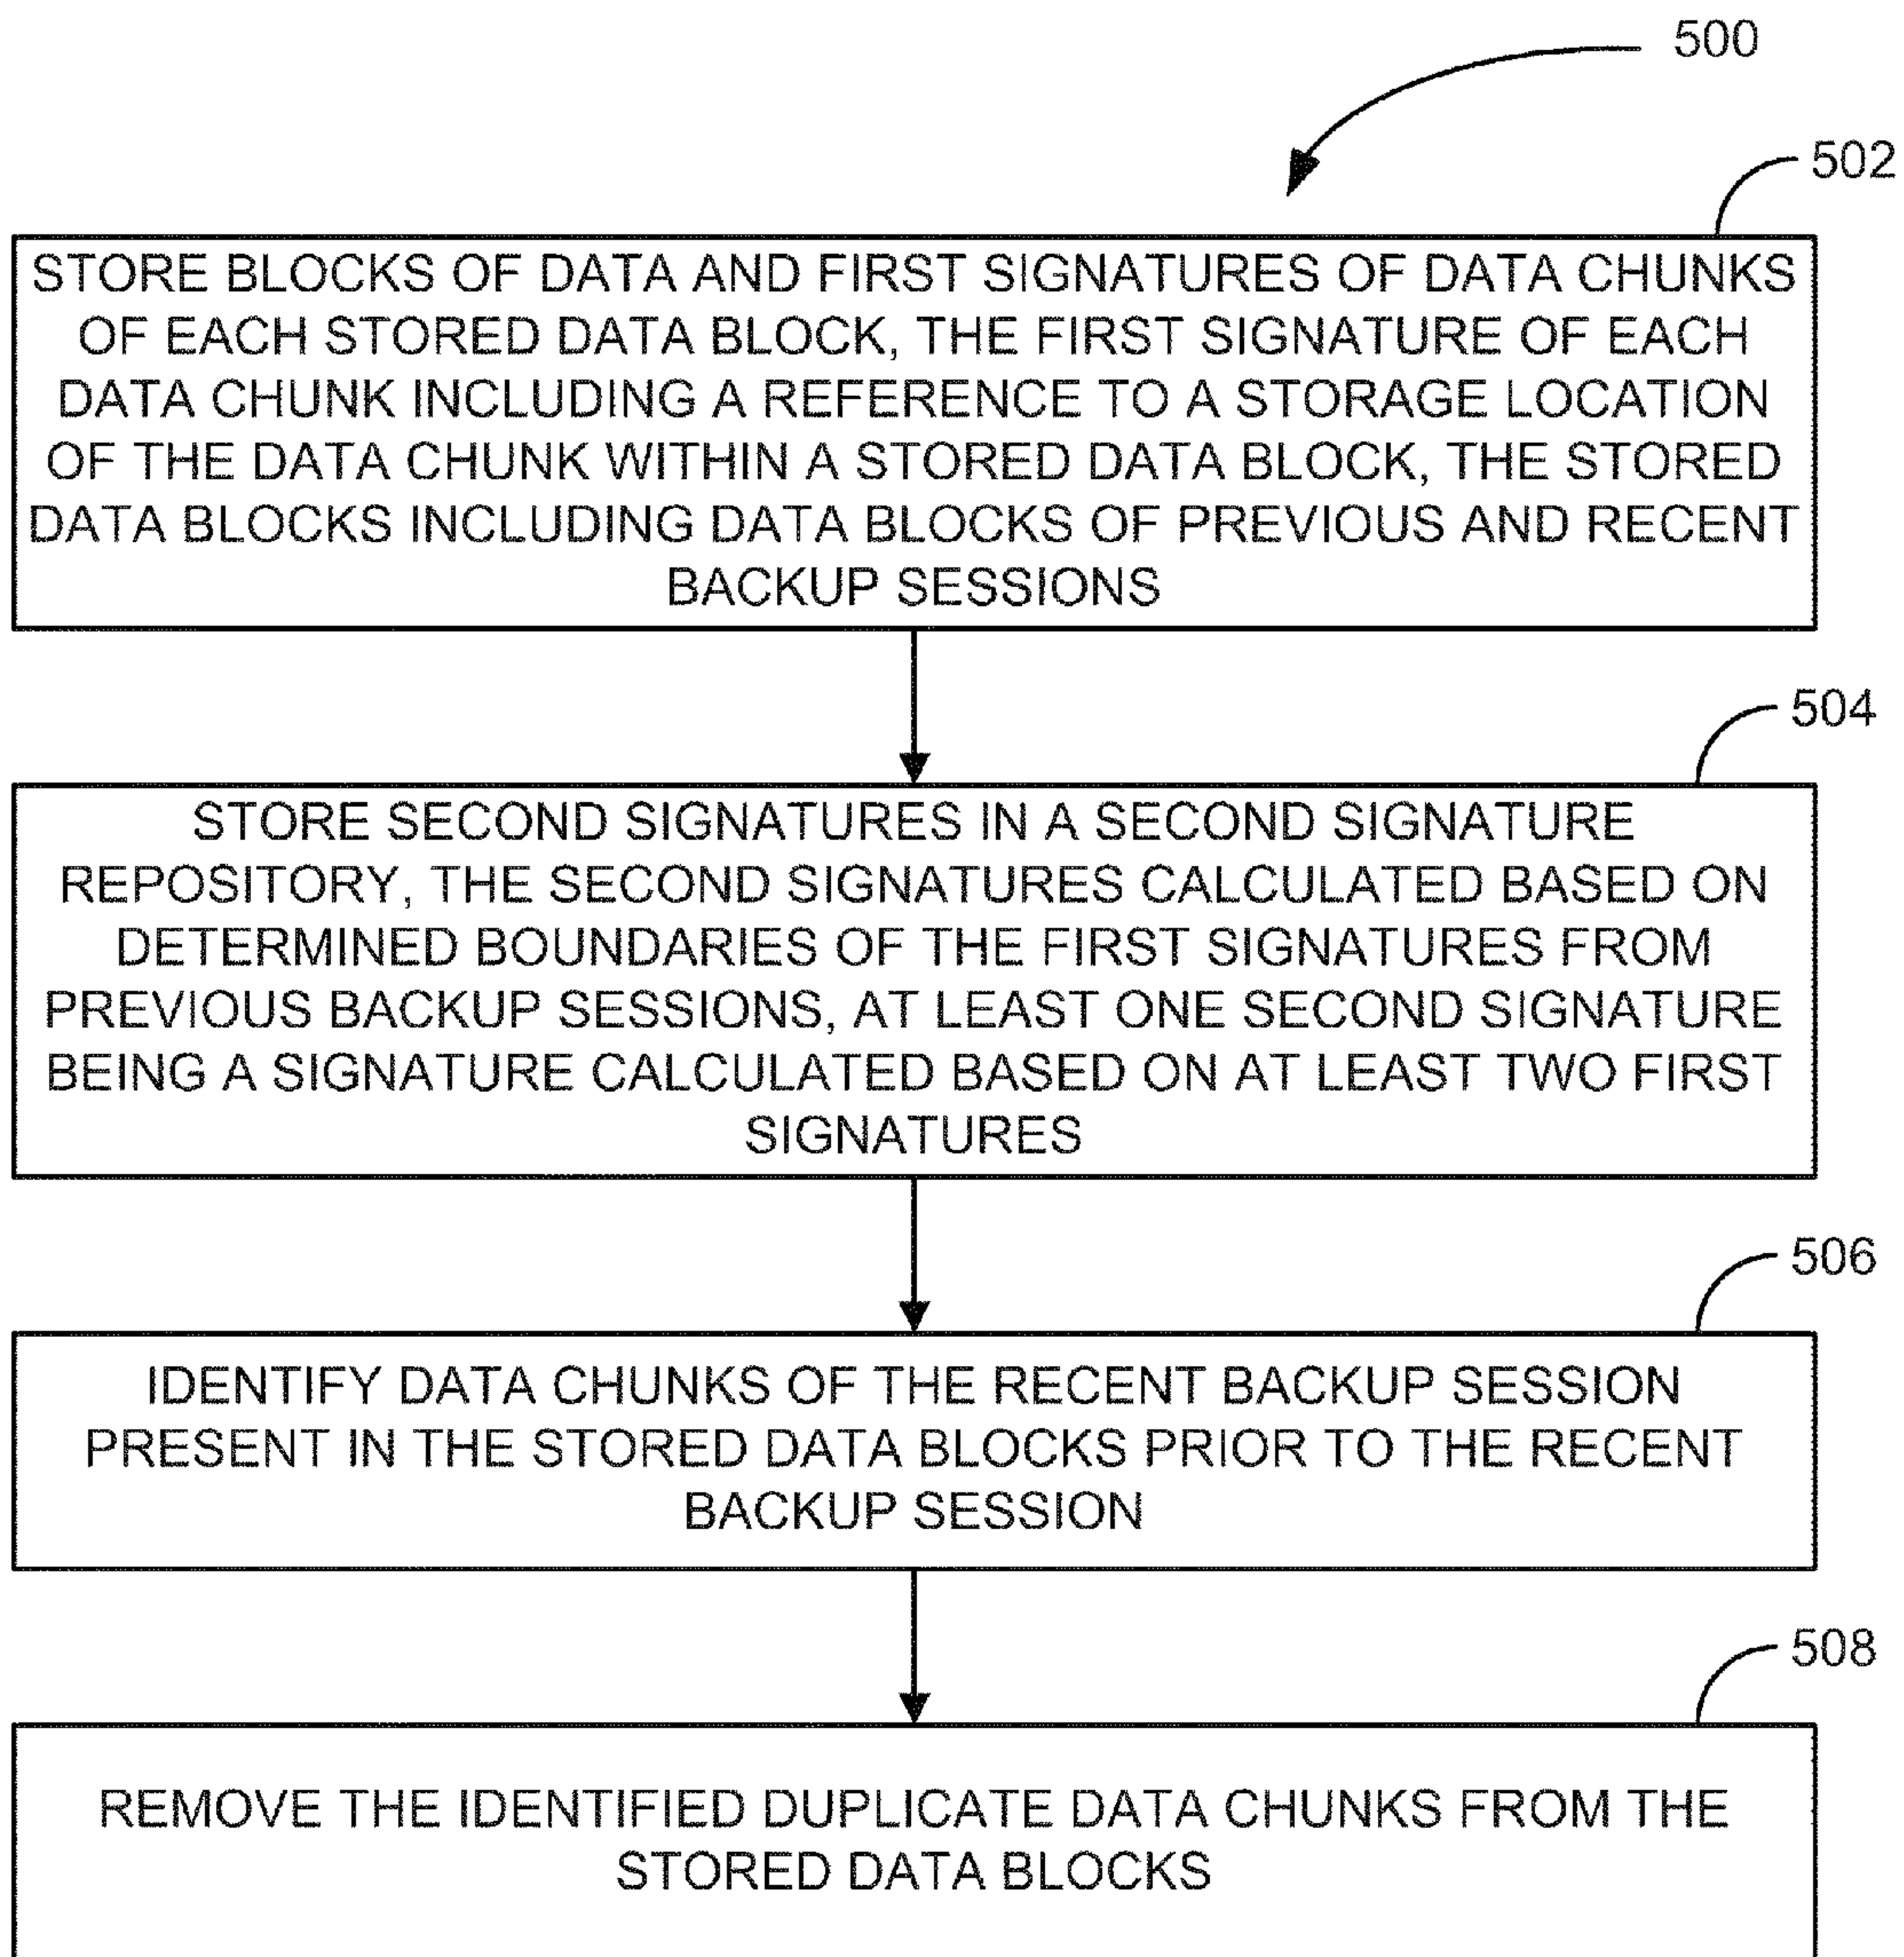 500
502
STORE BLOCKS OF DATA AND FIRST SIGNATURES OF DATA CHUNKS
OF EACH STORED DATA BLOCK, THE FIRST SIGNATURE OF EACH
DATA CHUNK INCLUDING A REFERENCE TO A STORAGE LOCATION
OF THE DATA CHUNK WITHIN A STORED DATA BLOCK, THE STORED
DATA BLOCKS INCLUDING DATA BLOCKS OF PREVIOUS AND RECENT
BACKUP SESSIONS
504
STORE SECOND SIGNATURES IN A SECOND SIGNATURE
REPOSITORY, THE SECOND SIGNATURES CALCULATED BASED ON
DETERMINED BOUNDARIES OF THE FIRST SIGNATURES FROM
PREVIOUS BACKUP SESSIONS, AT LEAST ONE SECOND SIGNATURE
BEING A SIGNATURE CALCULATED BASED ON AT LEAST TWO FIRST
SIGNATURES
506
IDENTIFY DATA CHUNKS OF THE RECENT BACKUP SESSION
PRESENT IN THE STORED DATA BLOCKS PRIOR TO THE RECENT
BACKUP SESSION
508
REMOVE THE IDENTIFIED DUPLICATE DATA CHUNKS FROM THE
STORED DATA BLOCKS